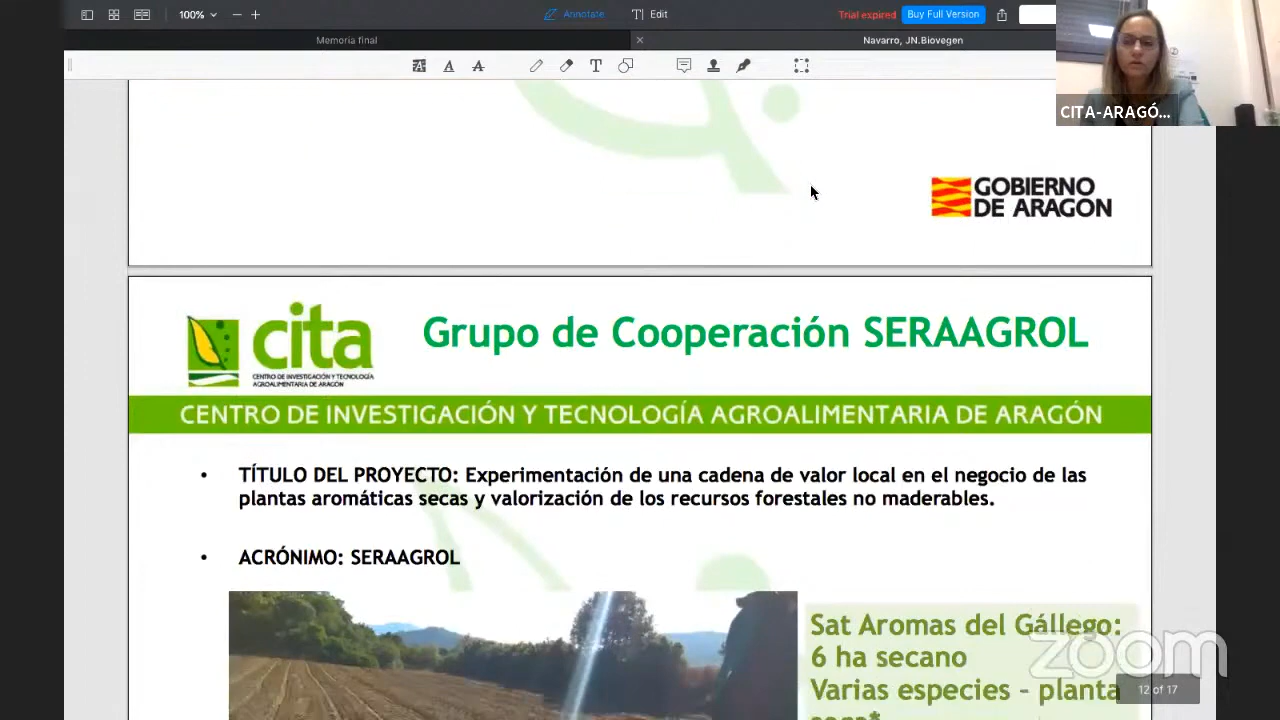 100%
Annotate
Edit
Trial expired
Buy Full Version
Memoria final
Navarro, JN.Biovegen
CITA-ARAGÓ...
GOBIERNO
DE ARAGON
cita
CENTRO DE INVESTIGACIÓN Y TECNOLOGÍA
AGROALIMENTARIA DE ARAGÓN
Grupo de Cooperación SERAAGROL
CENTRO DE INVESTIGACIÓN Y TECNOLOGÍA AGROALIMENTARIA DE ARAGÓN
• TÍTULO DEL PROYECTO: Experimentación de una cadena de valor local en el negocio de las
plantas aromáticas secas y valorización de los recursos forestales no maderables.
• ACRÓNIMO: SERAAGROL
Sat Aromas del Gállego:
6 ha secano
Varias especies – planta
seca*
zoom
12 of 17